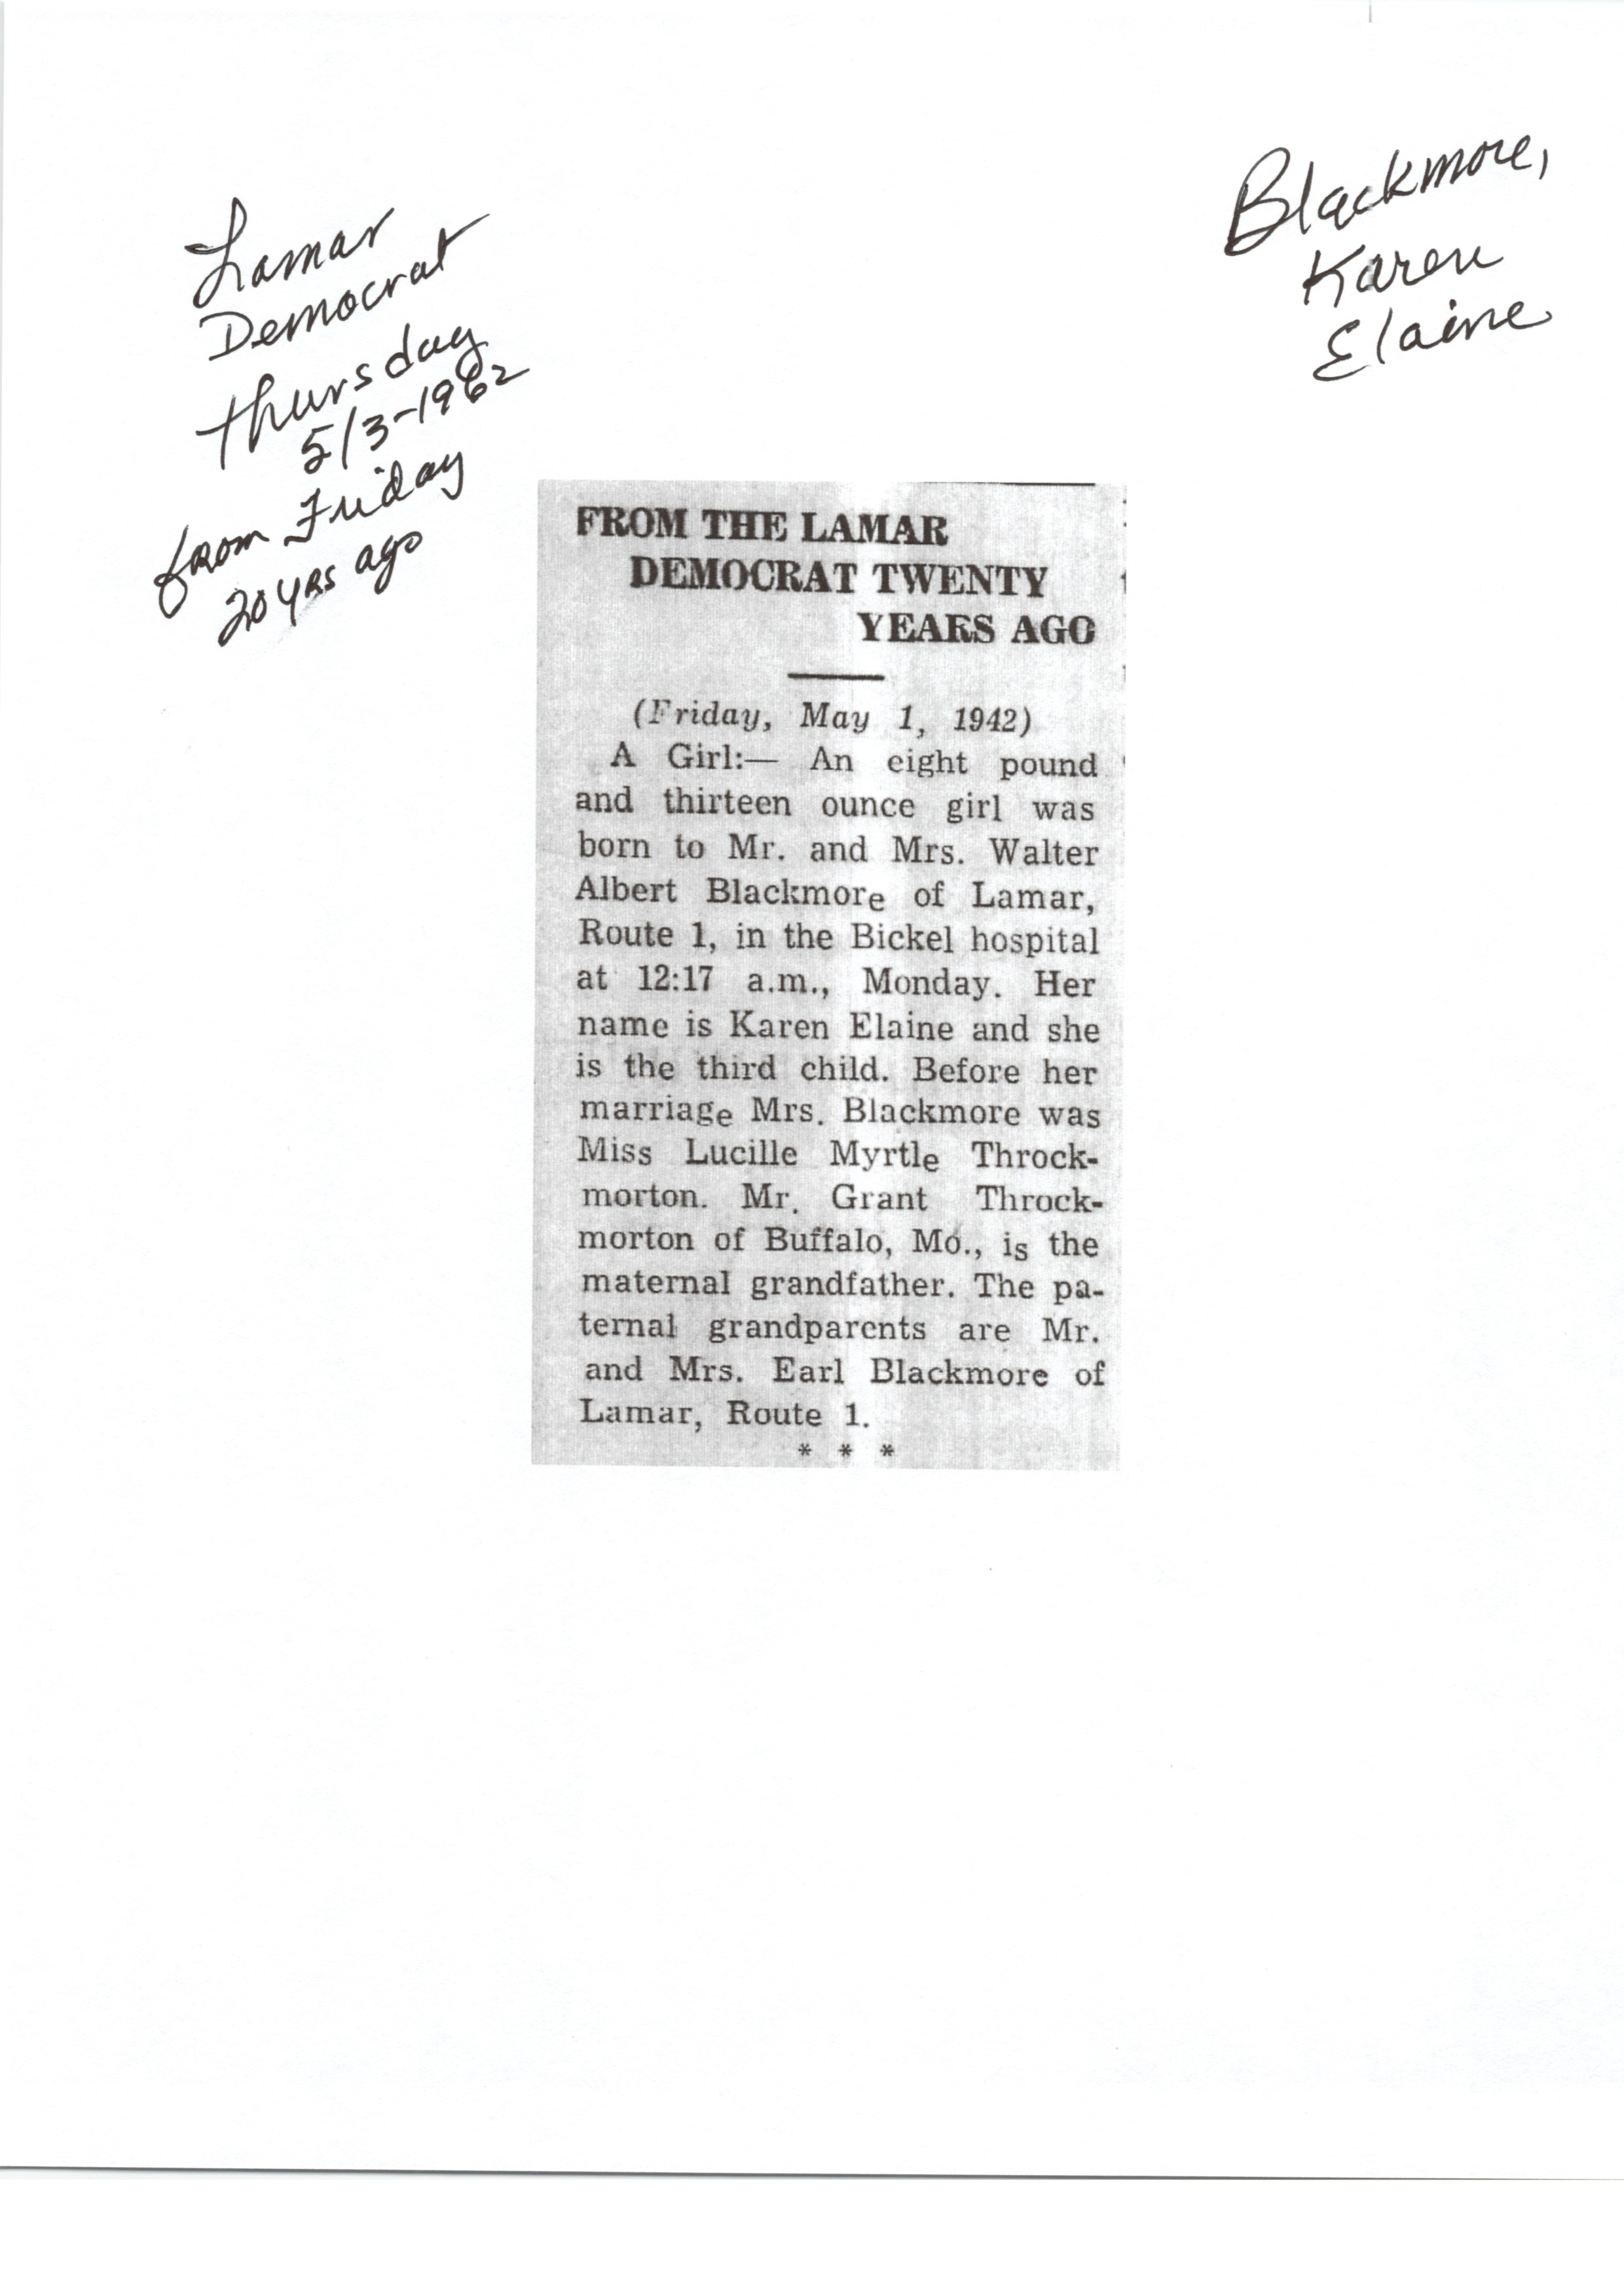 Lamar
Democrat
Thursday
5/3-1962
from Friday
20 yrs ago
Blackmore,
Karen
Elaine
FROM THE LAMAR
DEMOCRAT TWENTY
YEARS AGO
(Friday, May 1, 1942)
A Girl:— An eight pound
and thirteen ounce girl was
born to Mr. and Mrs. Walter
Albert Blackmore of Lamar,
Route 1, in the Bickel hospital
at 12:17 a.m., Monday. Her
name is Karen Elaine and she
is the third child. Before her
marriage Mrs. Blackmore was
Miss Lucille Myrtle Throck-
morton. Mr. Grant Throck-
morton of Buffalo, Mo., is the
maternal grandfather. The pa-
ternal grandparents are Mr.
and Mrs. Earl Blackmore of
Lamar, Route 1.
* * *